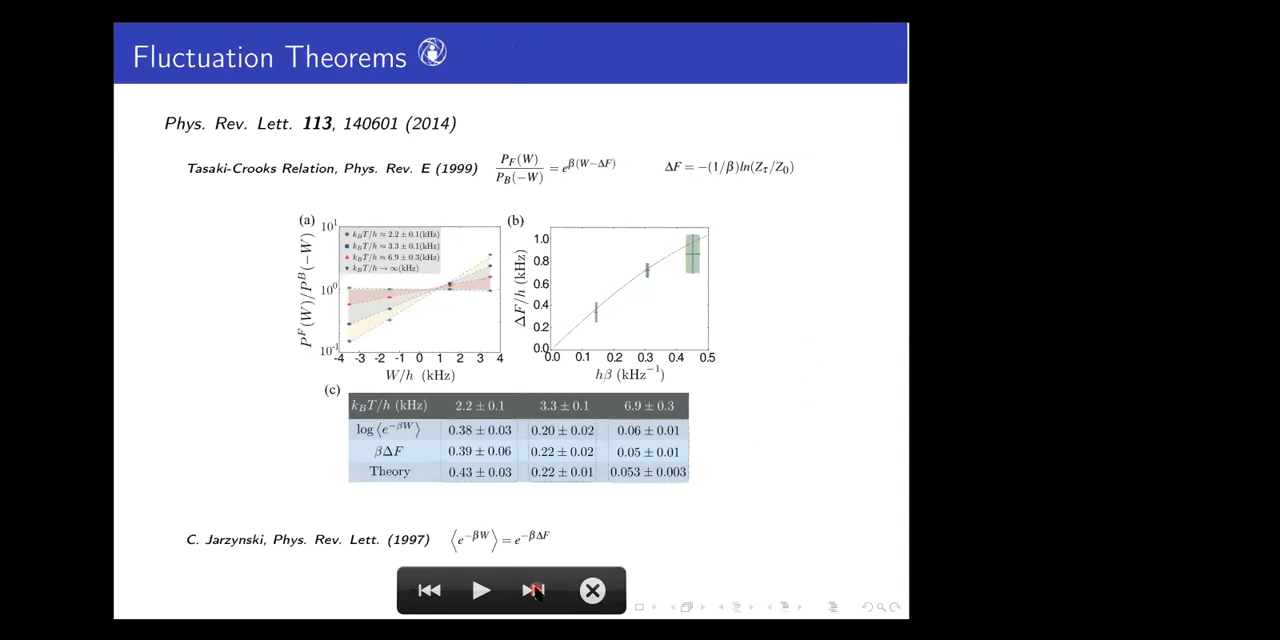 Fluctuation Theorems
Phys. Rev. Lett. 113, 140601 (2014)
Tasaki-Crooks Relation, Phys. Rev. E (1999) P_F(W)/P_B(-W) = e^{β(W-ΔF)} ΔF = -(1/β)ln(Z_τ/Z_0)
(a)
P^F(W)/P^B(-W)
10^1
10^0
10^-1
k_BT/h ≈ 2.2 ± 0.1(kHz)
k_BT/h ≈ 3.3 ± 0.1(kHz)
k_BT/h ≈ 6.9 ± 0.3(kHz)
k_BT/h → ∞(kHz)
-4 -3 -2 -1 0 1 2 3 4
W/h (kHz)
(b)
ΔF/h (kHz)
1.0
0.8
0.6
0.4
0.2
0.0
0.0 0.1 0.2 0.3 0.4 0.5
hβ (kHz^-1)
(c)
k_BT/h (kHz) 2.2 ± 0.1 3.3 ± 0.1 6.9 ± 0.3
log⟨e^{-βW}⟩ 0.38 ± 0.03 0.20 ± 0.02 0.06 ± 0.01
βΔF 0.39 ± 0.06 0.22 ± 0.02 0.05 ± 0.01
Theory 0.43 ± 0.03 0.22 ± 0.01 0.053 ± 0.003
C. Jarzynski, Phys. Rev. Lett. (1997) ⟨e^{-βW}⟩ = e^{-βΔF}